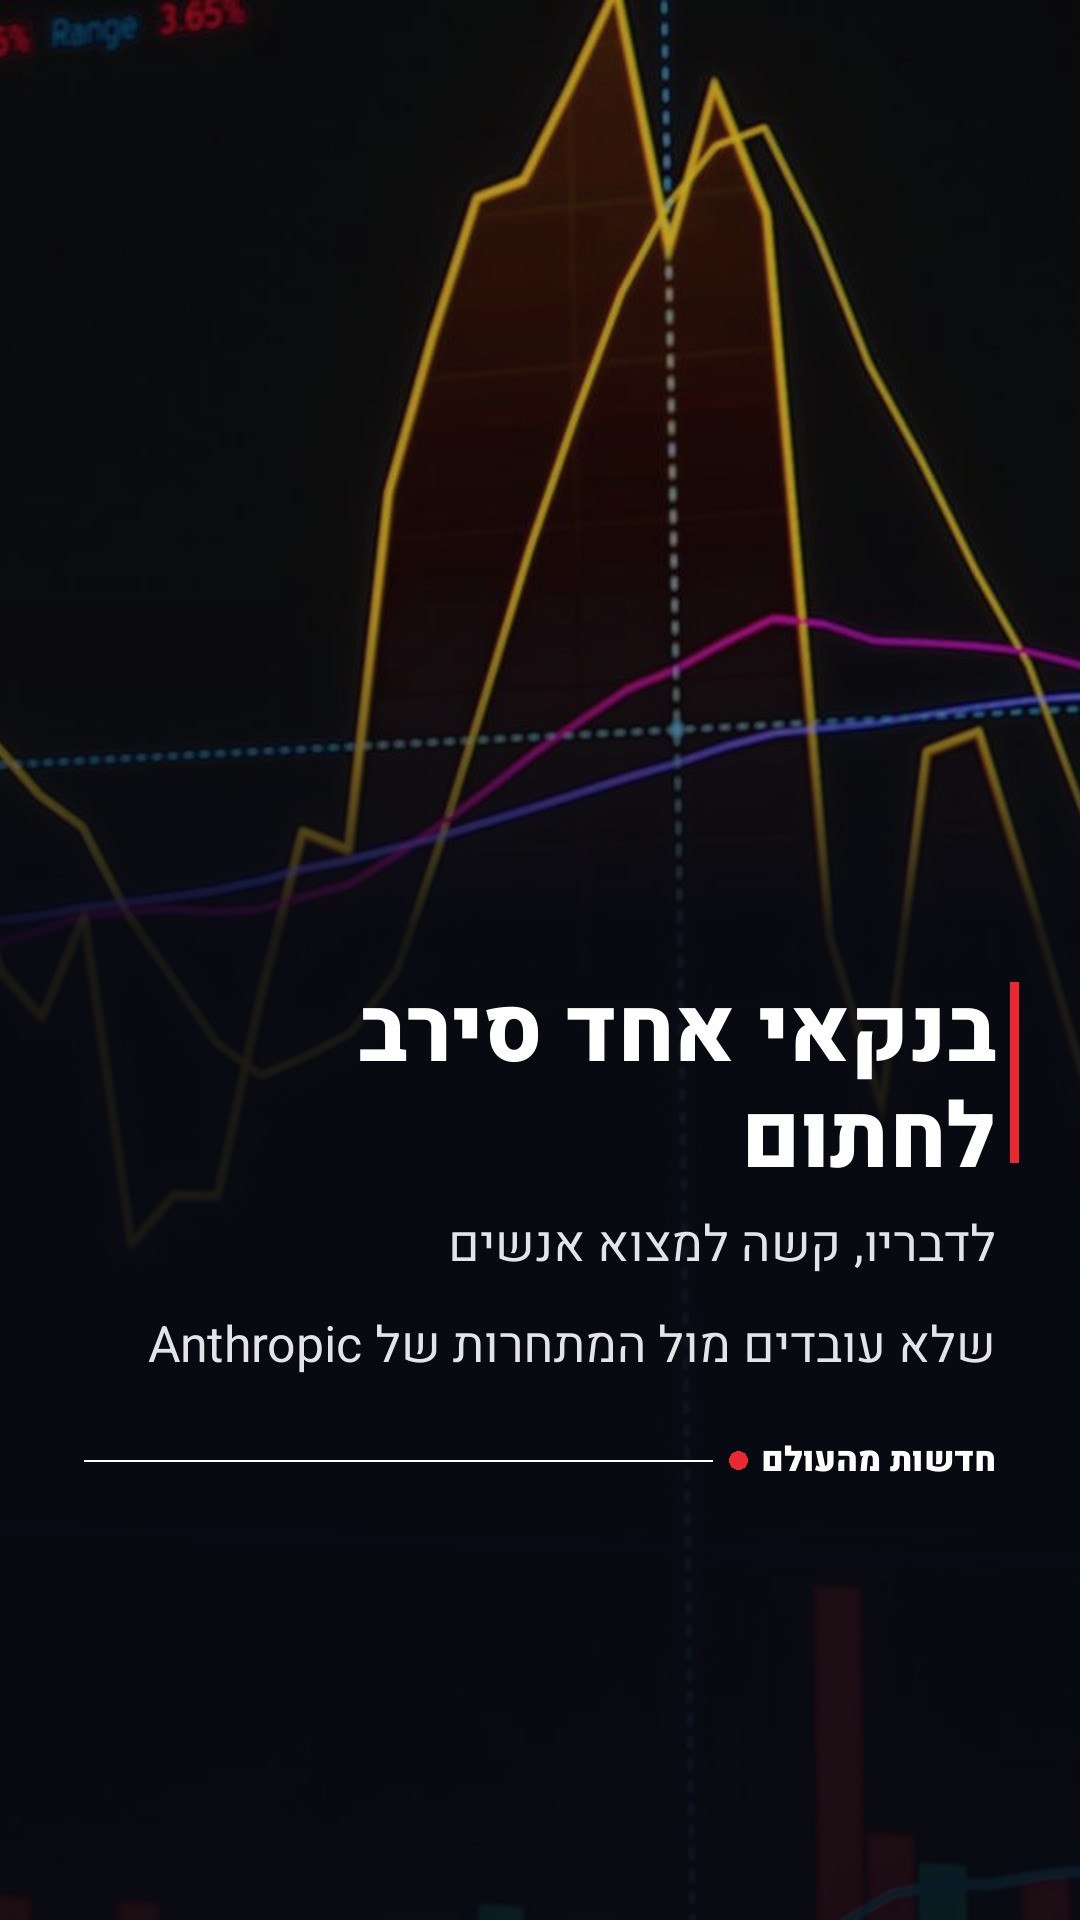 5% Range 3.65%
בנקאי אחד סירב
לחתום
לדבריו, קשה למצוא אנשים
שלא עובדים מול המתחרות של Anthropic
חדשות מהעולם